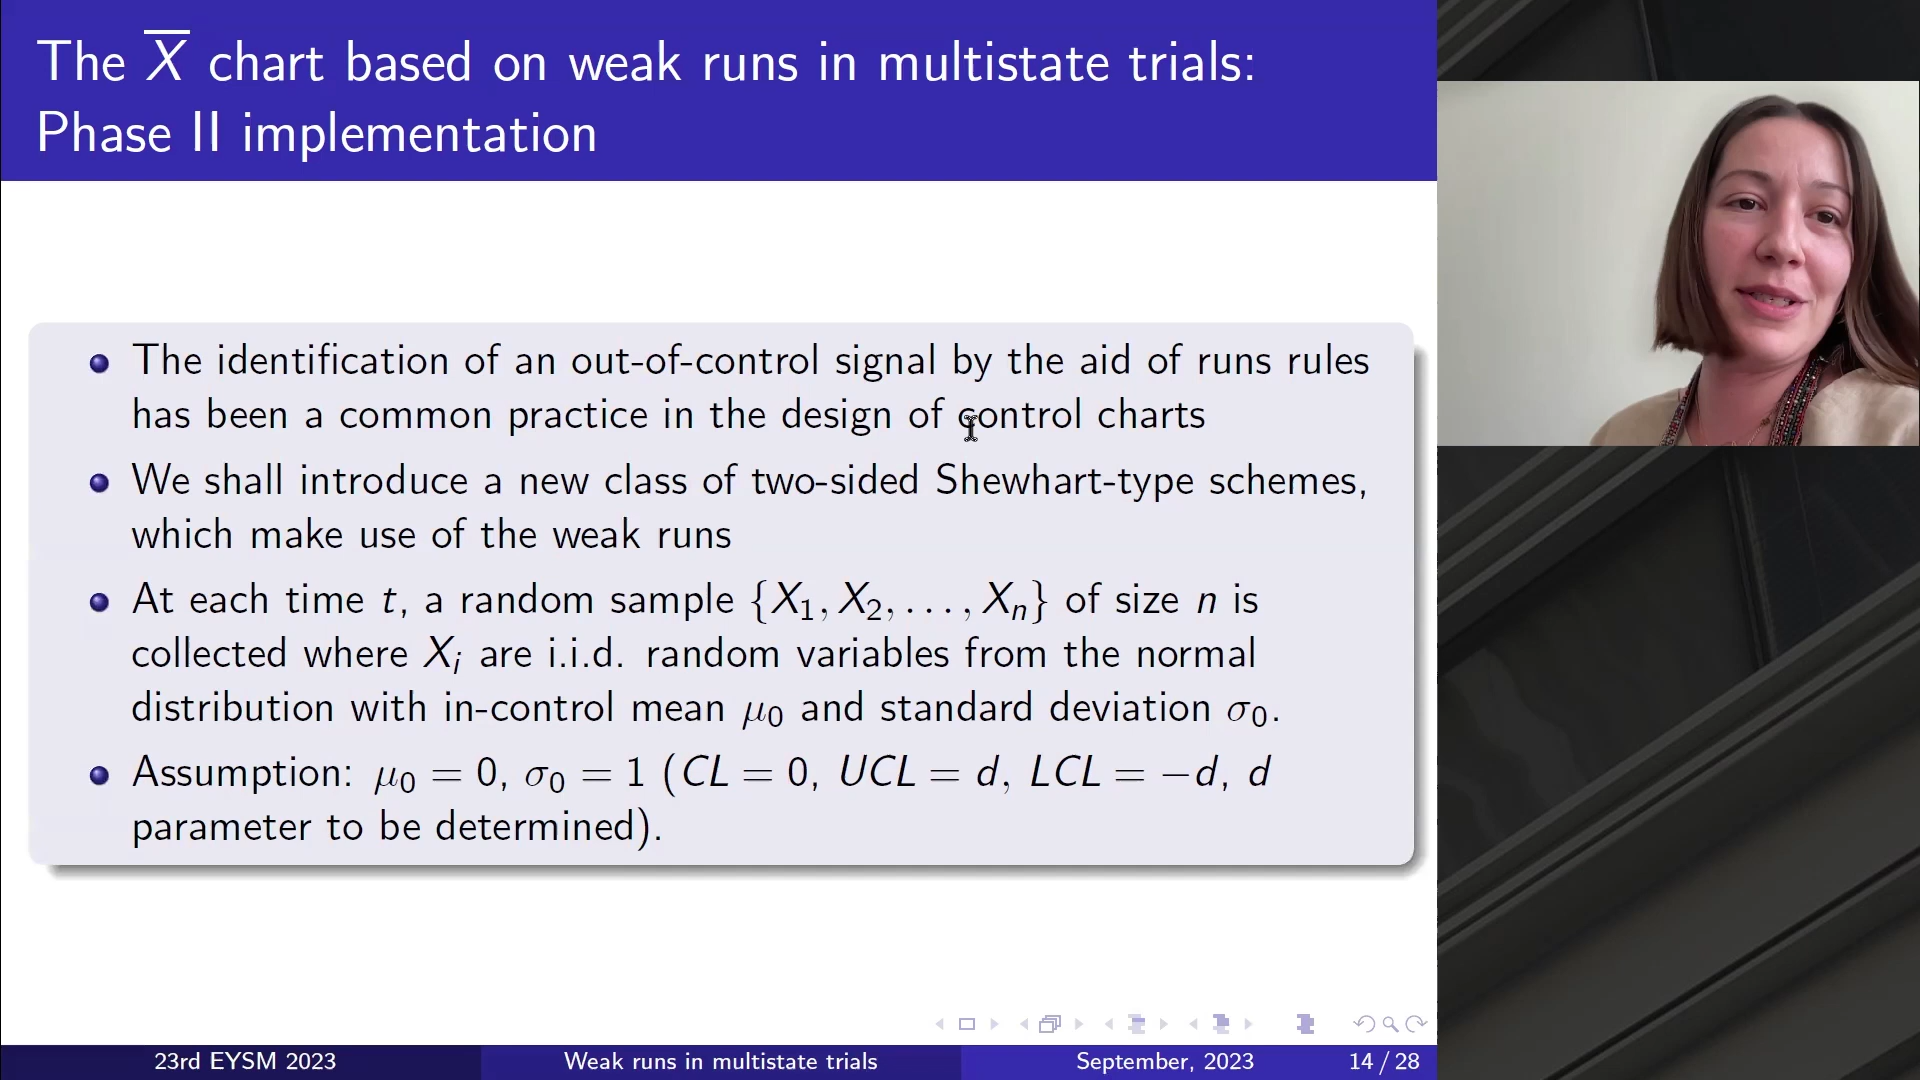 The X̅ chart based on weak runs in multistate trials:
Phase II implementation
The identification of an out-of-control signal by the aid of runs rules
has been a common practice in the design of control charts
We shall introduce a new class of two-sided Shewhart-type schemes,
which make use of the weak runs
At each time t, a random sample {X₁, X₂, . . . , Xₙ} of size n is
collected where Xᵢ are i.i.d. random variables from the normal
distribution with in-control mean μ₀ and standard deviation σ₀.
Assumption: μ₀ = 0, σ₀ = 1 (CL = 0, UCL = d, LCL = −d, d
parameter to be determined).
23rd EYSM 2023
Weak runs in multistate trials
September, 2023
14 / 28